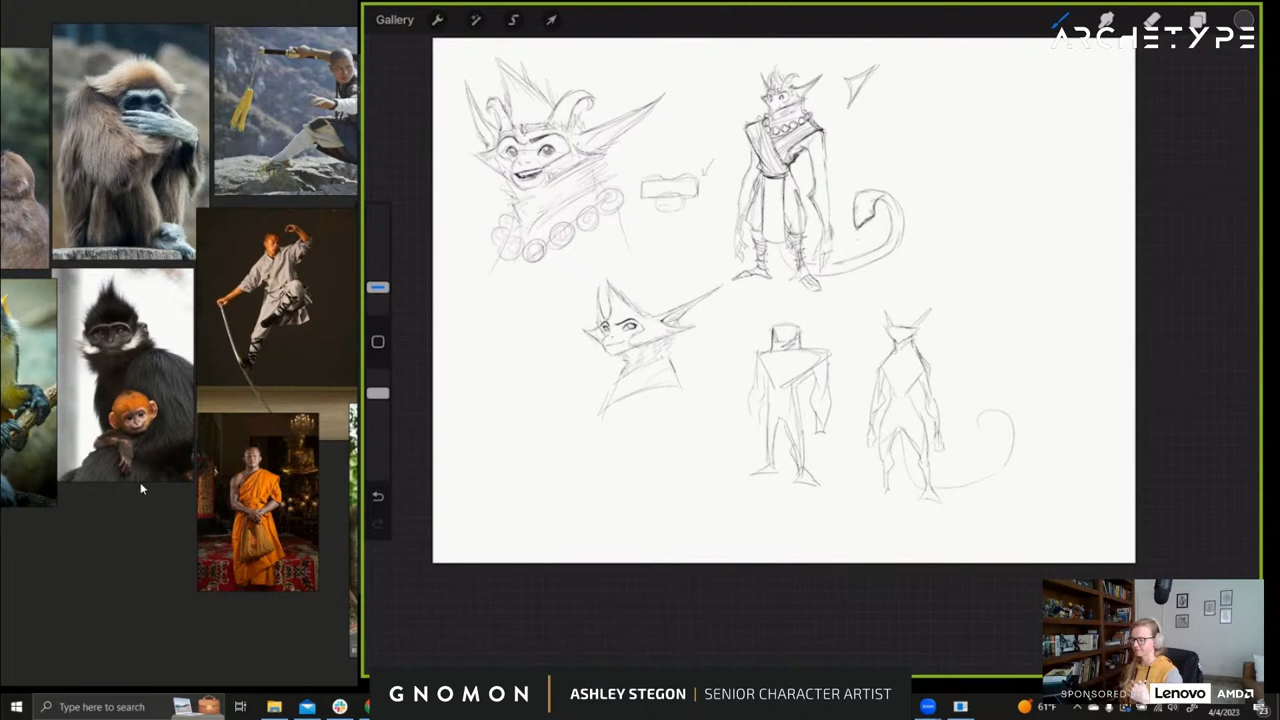 Gallery
ARCHETYPE
GNOMON
ASHLEY STEGON | SENIOR CHARACTER ARTIST
SPONSORED
Lenovo
AMD
Type here to search
61°F
4/4/2023
23